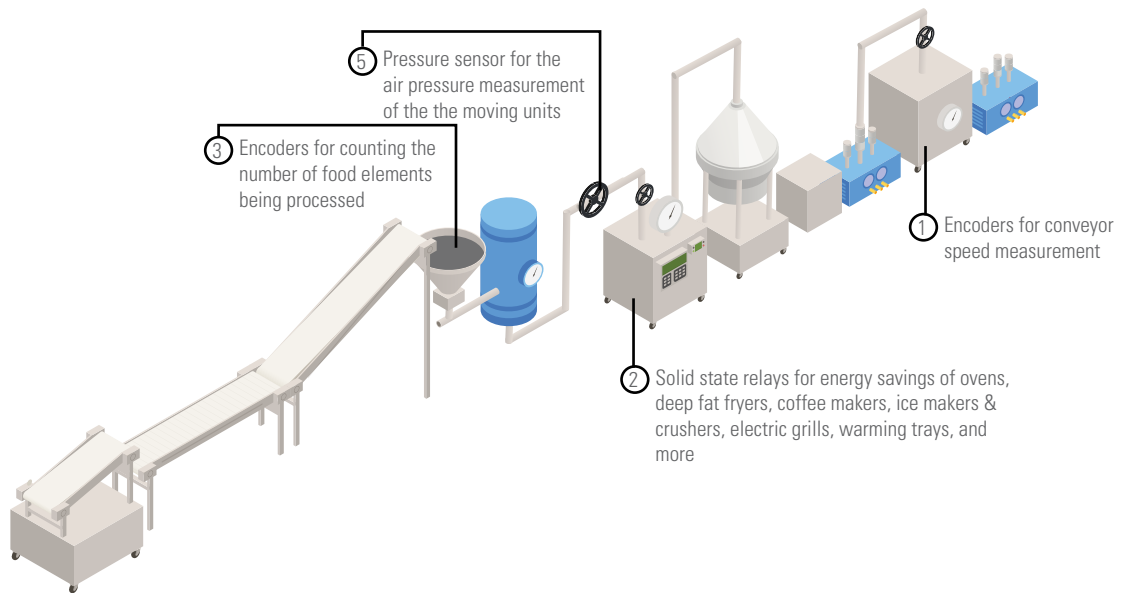 5 Pressure sensor for the
air pressure measurement
of the the moving units
3 Encoders for counting the
number of food elements
being processed
1 Encoders for conveyor
speed measurement
2 Solid state relays for energy savings of ovens,
deep fat fryers, coffee makers, ice makers &
crushers, electric grills, warming trays, and
more